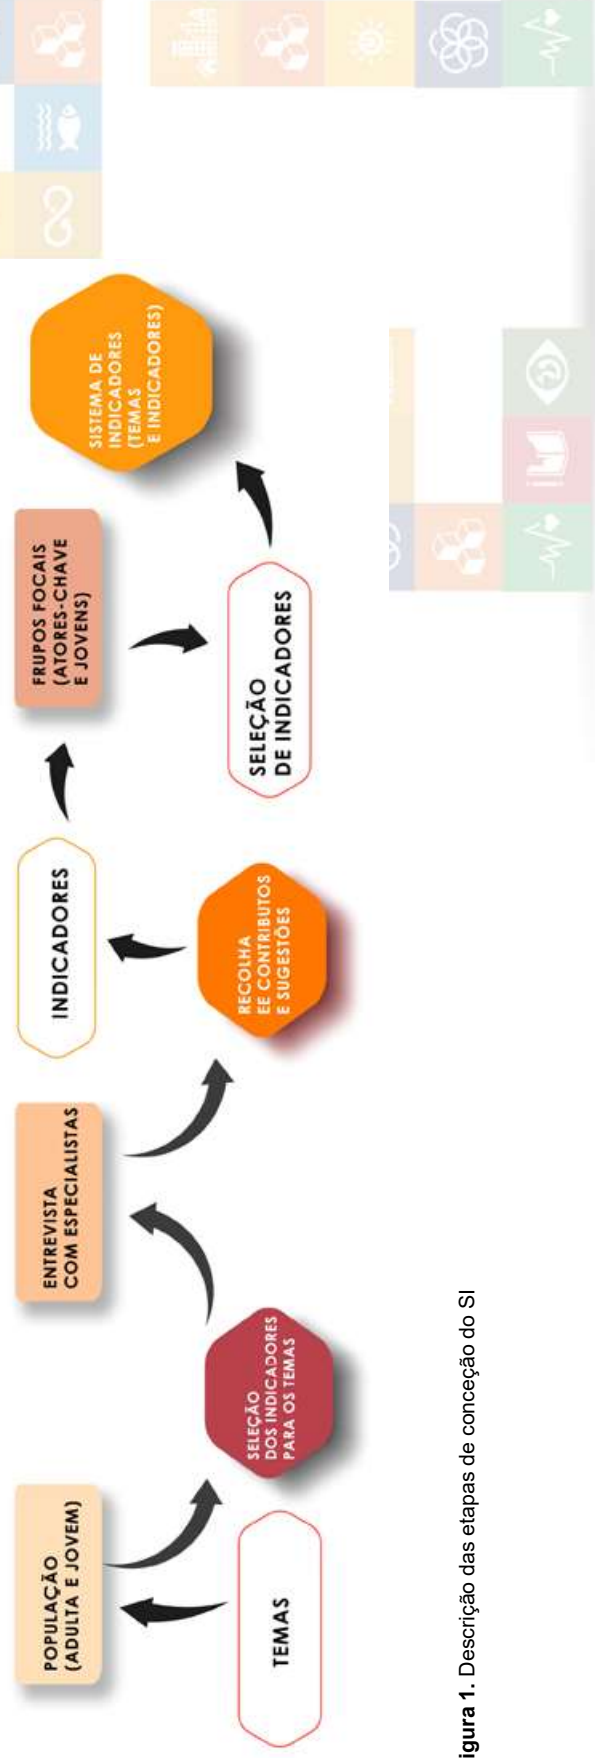 POPULAÇÃO
(ADULTA E JOVEM)
TEMAS
SELEÇÃO
DOS INDICADORES
PARA OS TEMAS
ENTREVISTA
COM ESPECIALISTAS
RECOLHA
EE CONTRIBUTOS
E SUGESTÕES
INDICADORES
FRUPOS FOCAIS
(ATORES-CHAVE
E JOVENS)
SELEÇÃO
DE INDICADORES
SISTEMA DE
INDICADORES
(TEMAS
E INDICADORES)
igura 1. Descrição das etapas de conceção do SI